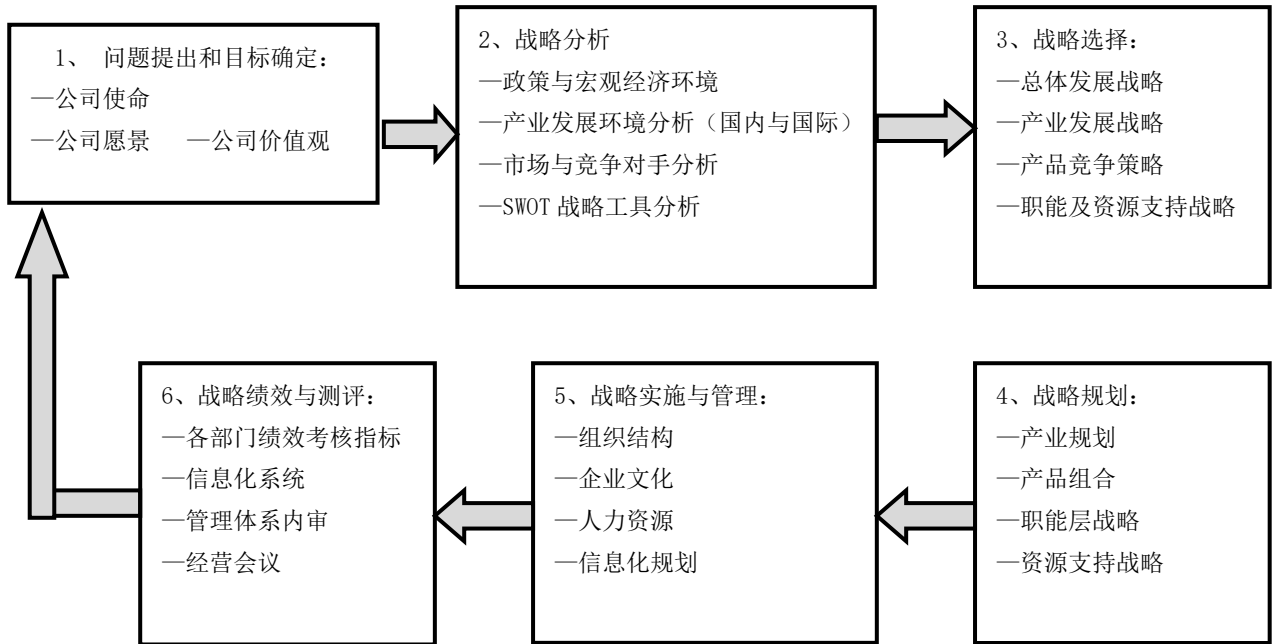 1、 问题提出和目标确定：
—公司使命
—公司愿景 —公司价值观
2、战略分析
—政策与宏观经济环境
—产业发展环境分析（国内与国际）
—市场与竞争对手分析
—SWOT 战略工具分析
3、战略选择：
—总体发展战略
—产业发展战略
—产品竞争策略
—职能及资源支持战略
4、战略规划：
—产业规划
—产品组合
—职能层战略
—资源支持战略
5、战略实施与管理：
—组织结构
—企业文化
—人力资源
—信息化规划
6、战略绩效与测评：
—各部门绩效考核指标
—信息化系统
—管理体系内审
—经营会议